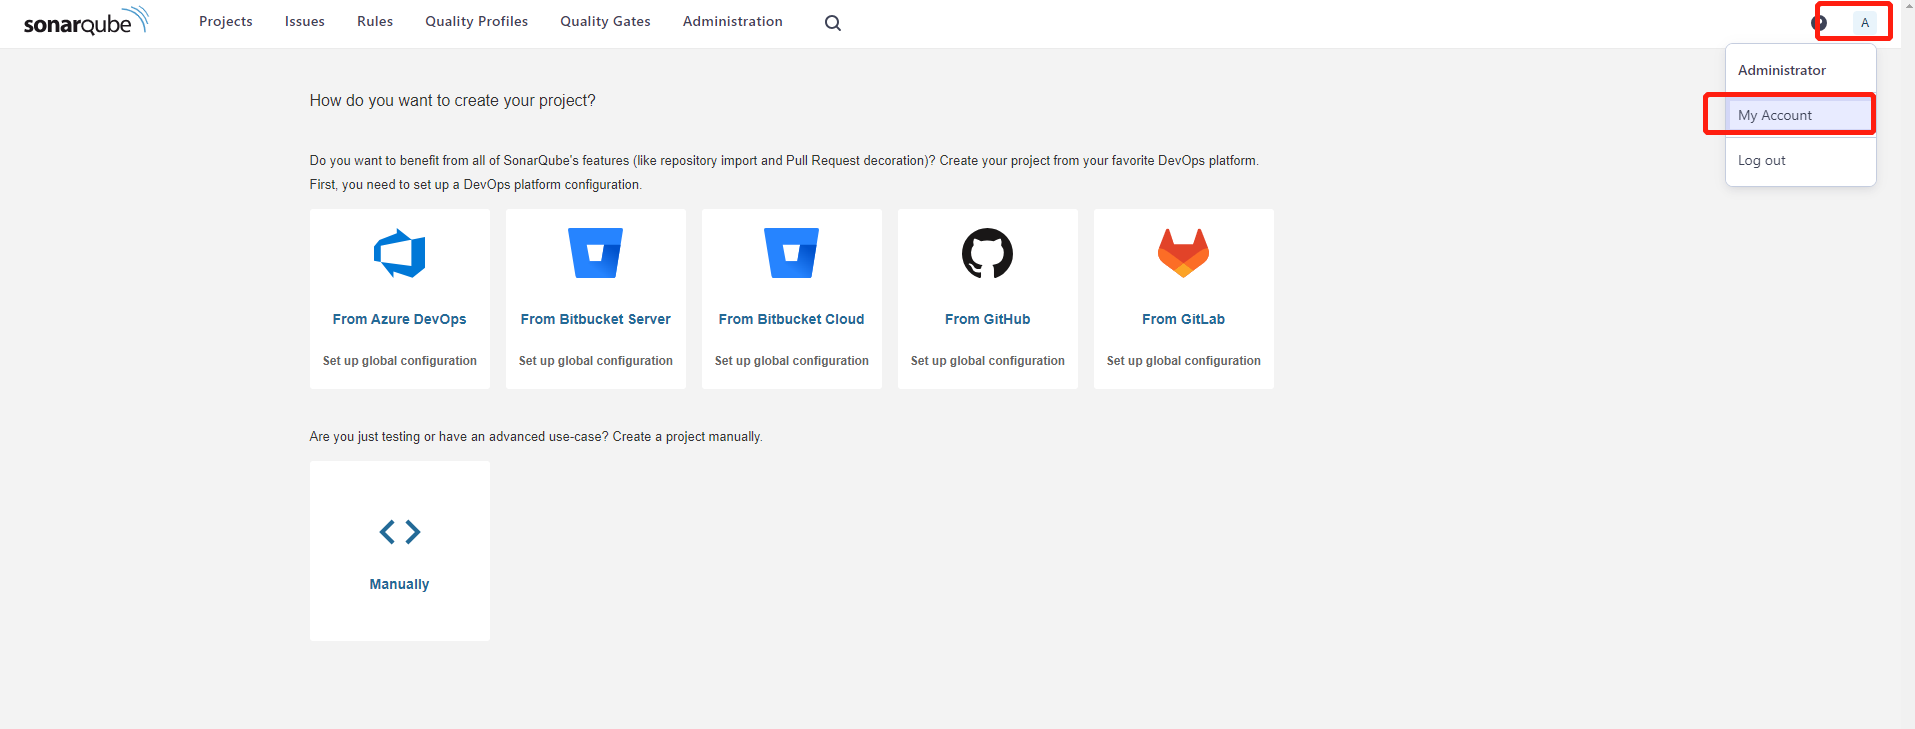 sonarqube Projects Issues Rules Quality Profiles Quality Gates Administration A
Administrator
My Account
Log out
How do you want to create your project?
Do you want to benefit from all of SonarQube's features (like repository import and Pull Request decoration)? Create your project from your favorite DevOps platform.
First, you need to set up a DevOps platform configuration.
From Azure DevOps From Bitbucket Server From Bitbucket Cloud From GitHub From GitLab
Set up global configuration Set up global configuration Set up global configuration Set up global configuration Set up global configuration
Are you just testing or have an advanced use-case? Create a project manually.
Manually